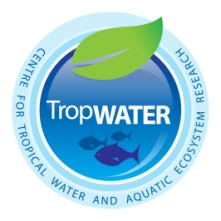 TropWATER
CENTRE FOR TROPICAL WATER AND AQUATIC ECOSYSTEM RESEARCH